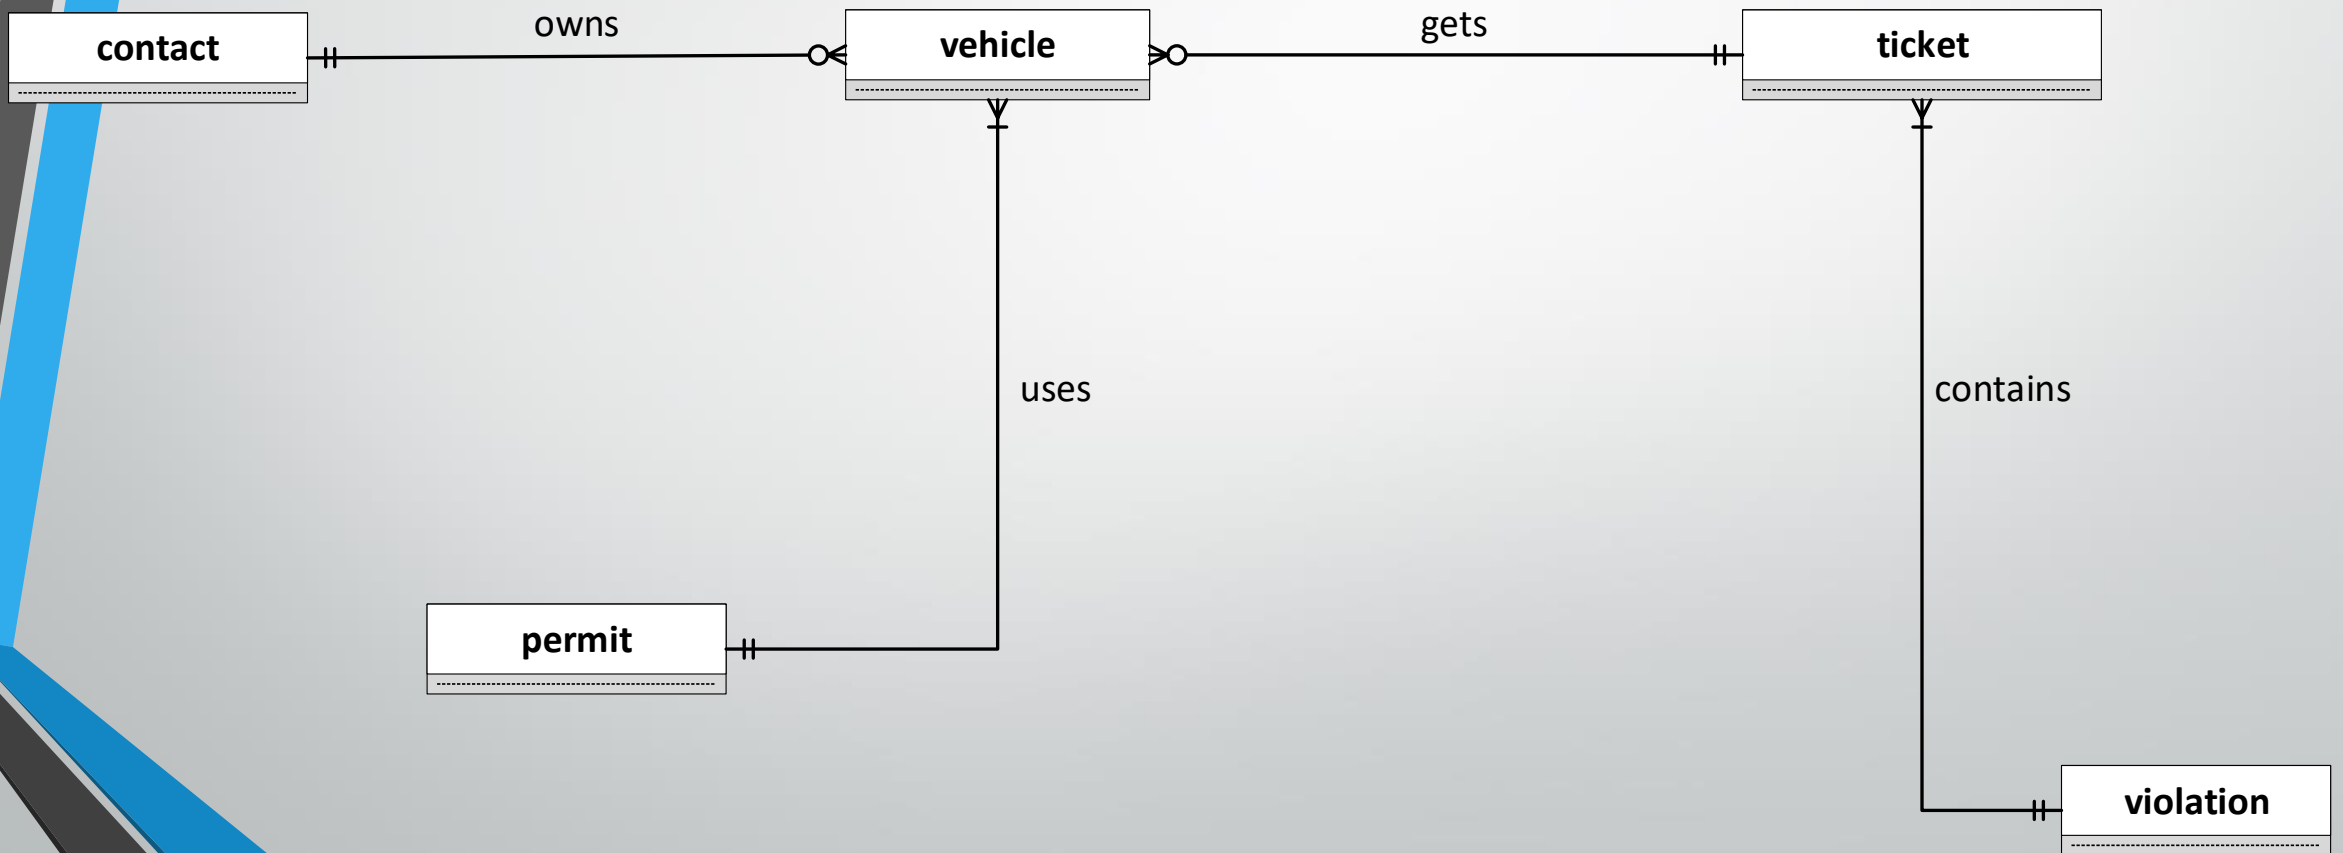 contact
owns
vehicle
gets
ticket
uses
contains
permit
violation